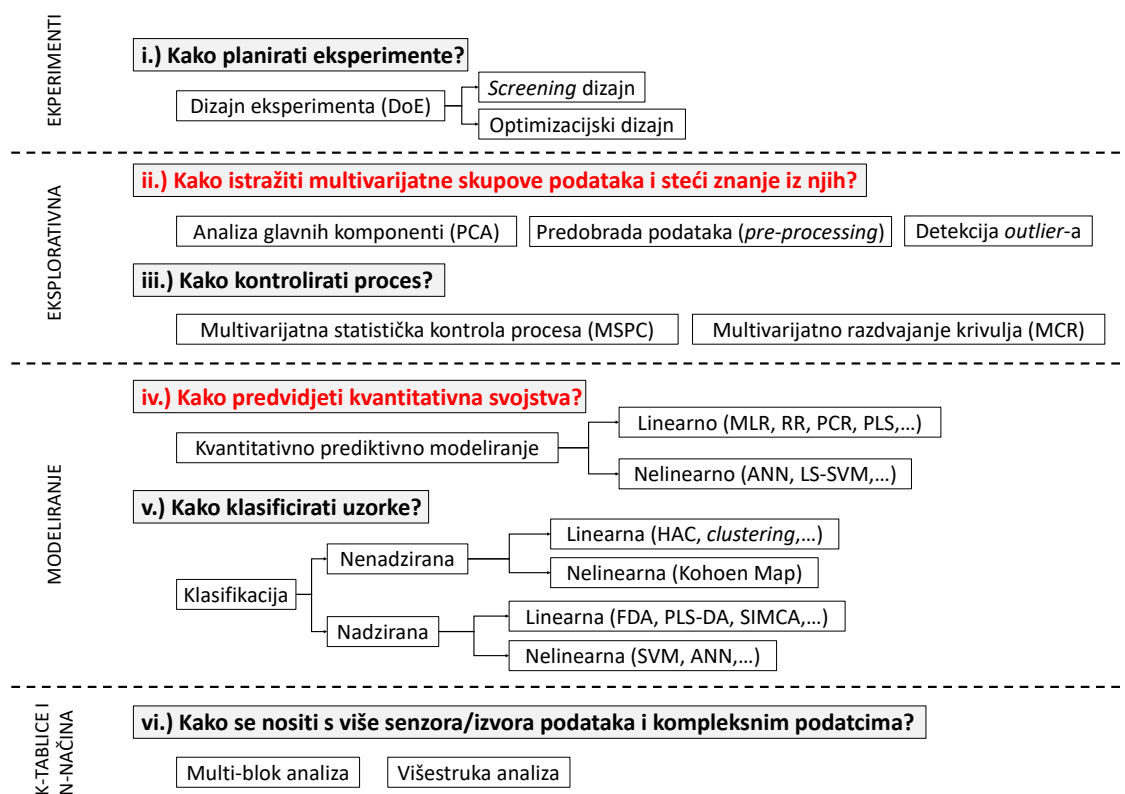 EKPERIMENTI
i.) Kako planirati eksperimente?
Dizajn eksperimenta (DoE)
Screening dizajn
Optimizacijski dizajn
EKSPLORATIVNA
ii.) Kako istražiti multivarijatne skupove podataka i steći znanje iz njih?
Analiza glavnih komponenti (PCA)
Predobrada podataka (pre-processing)
Detekcija outlier-a
iii.) Kako kontrolirati proces?
Multivarijatna statistička kontrola procesa (MSPC)
Multivarijatno razdvajanje krivulja (MCR)
MODELIRANJE
iv.) Kako predvidjeti kvantitativna svojstva?
Kvantitativno prediktivno modeliranje
Linearno (MLR, RR, PCR, PLS,...)
Nelinearno (ANN, LS-SVM,...)
v.) Kako klasificirati uzorke?
Klasifikacija
Nenadzirana
Linearna (HAC, clustering,...)
Nelinearna (Kohoen Map)
Nadzirana
Linearna (FDA, PLS-DA, SIMCA,...)
Nelinearna (SVM, ANN,...)
K-TABLICE I
N-NAČINA
vi.) Kako se nositi s više senzora/izvora podataka i kompleksnim podatcima?
Multi-blok analiza
Višestruka analiza